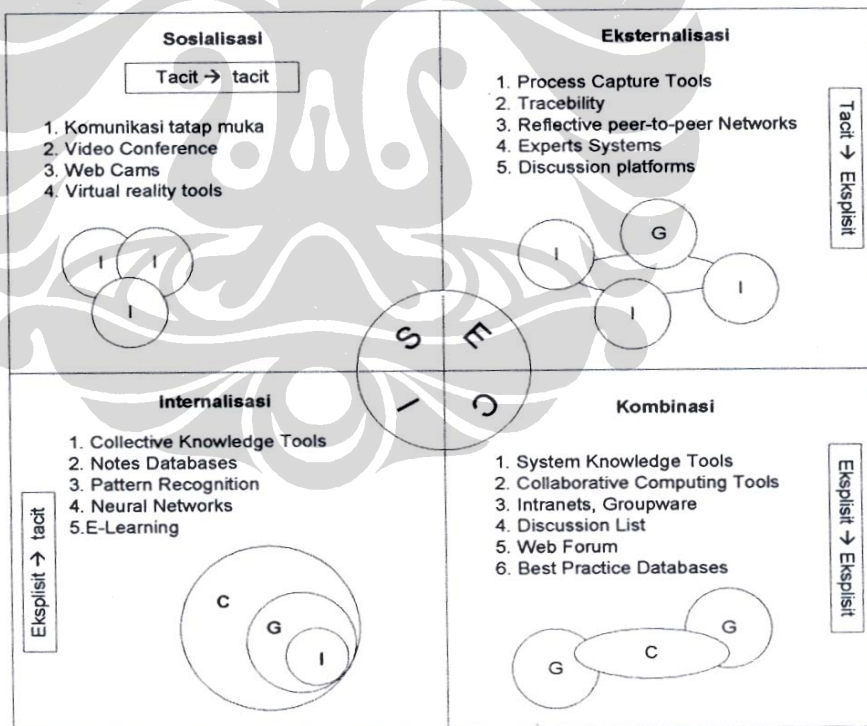 Sosialisasi
Tacit → tacit
1. Komunikasi tatap muka
2. Video Conference
3. Web Cams
4. Virtual reality tools
I
I
I
Eksternalisasi
1. Process Capture Tools
2. Tracebility
3. Reflective peer-to-peer Networks
4. Experts Systems
5. Discussion platforms
Tacit → Eksplisit
I
G
I
I
S
E
I
C
Internalisasi
1. Collective Knowledge Tools
2. Notes Databases
3. Pattern Recognition
4. Neural Networks
5.E-Learning
Eksplisit → tacit
C
G
I
Kombinasi
1. System Knowledge Tools
2. Collaborative Computing Tools
3. Intranets, Groupware
4. Discussion List
5. Web Forum
6. Best Practice Databases
Eksplisit → Eksplisit
G
C
G